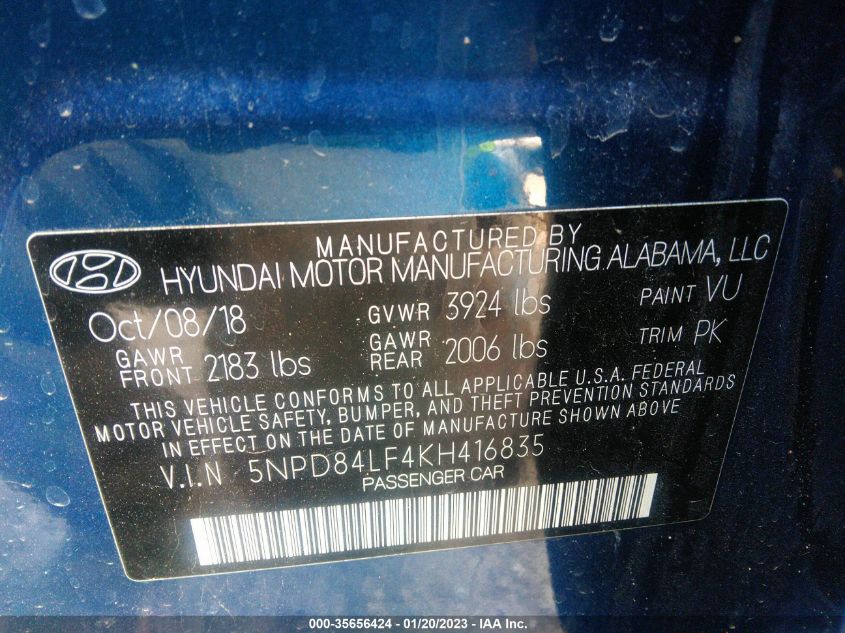 MANUFACTURED BY
HYUNDAI MOTOR MANUFACTURING ALABAMA, LLC
Oct/08/18 GVWR 3924 lbs PAINT VU
GAWR FRONT 2183 lbs GAWR REAR 2006 lbs TRIM PK
THIS VEHICLE CONFORMS TO ALL APPLICABLE U.S.A. FEDERAL
MOTOR VEHICLE SAFETY, BUMPER, AND THEFT PREVENTION STANDARDS
IN EFFECT ON THE DATE OF MANUFACTURE SHOWN ABOVE
V.I.N 5NPD84LF4KH416835
PASSENGER CAR
000-35656424 - 01/20/2023 - IAA Inc.